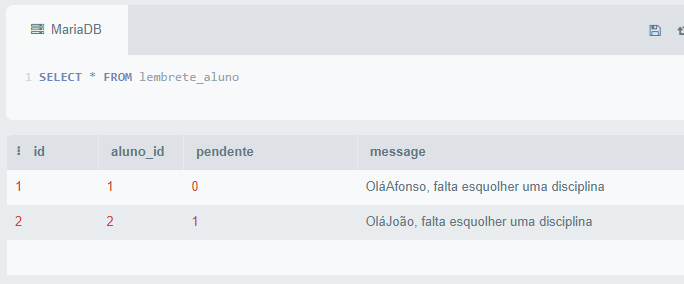 MariaDB
1 SELECT * FROM lembrete_aluno
id aluno_id pendente message
1 1 0 OláAfonso, falta esquolher uma disciplina
2 2 1 OláJoão, falta esquolher uma disciplina